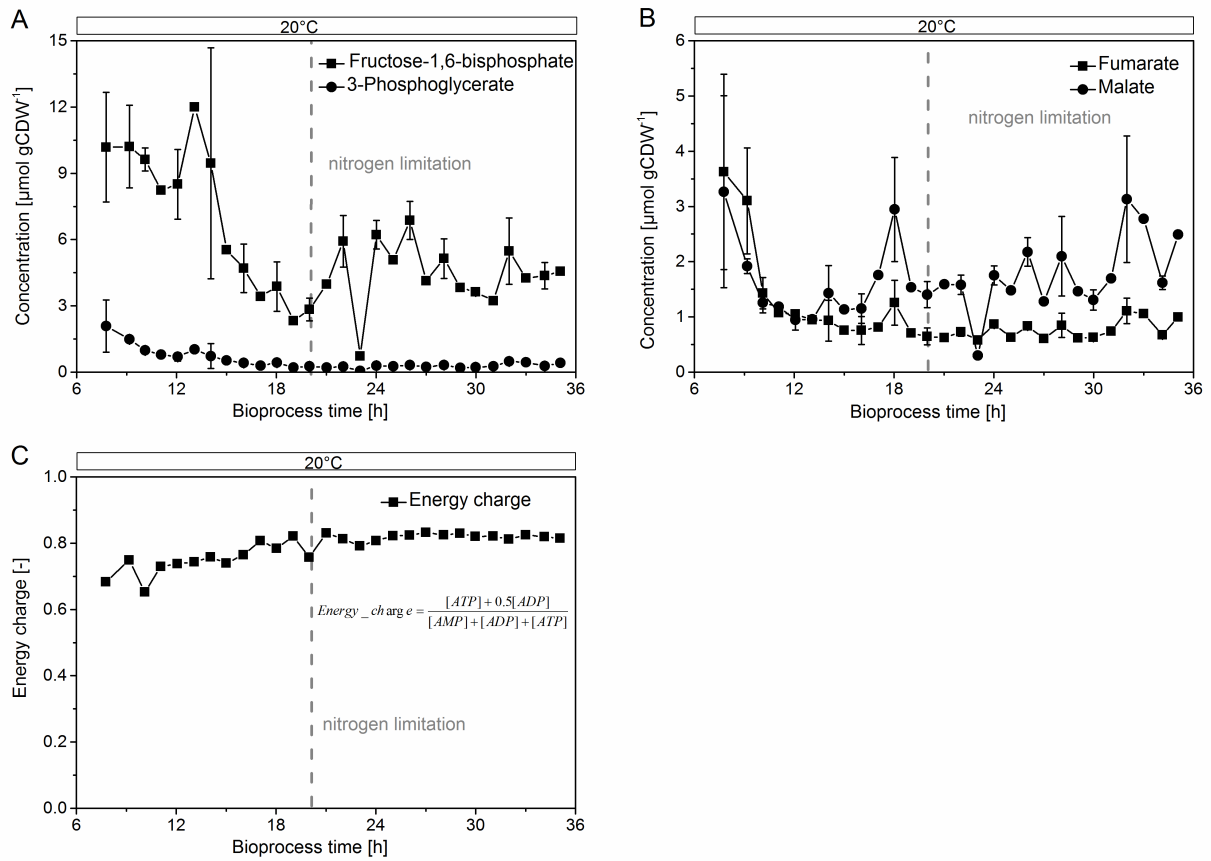 A
20°C
Fructose-1,6-bisphosphate
3-Phosphoglycerate
nitrogen limitation
Concentration [µmol gCDW-1]
15
12
9
6
3
0
6 12 18 24 30 36
Bioprocess time [h]
B
20°C
Fumarate
Malate
nitrogen limitation
Concentration [µmol gCDW-1]
6
5
4
3
2
1
0
6 12 18 24 30 36
Bioprocess time [h]
C
20°C
Energy charge
Energy_charge = [ATP]+0.5[ADP] / [AMP]+[ADP]+[ATP]
nitrogen limitation
Energy charge [-]
1.0
0.8
0.6
0.4
0.2
0.0
6 12 18 24 30 36
Bioprocess time [h]